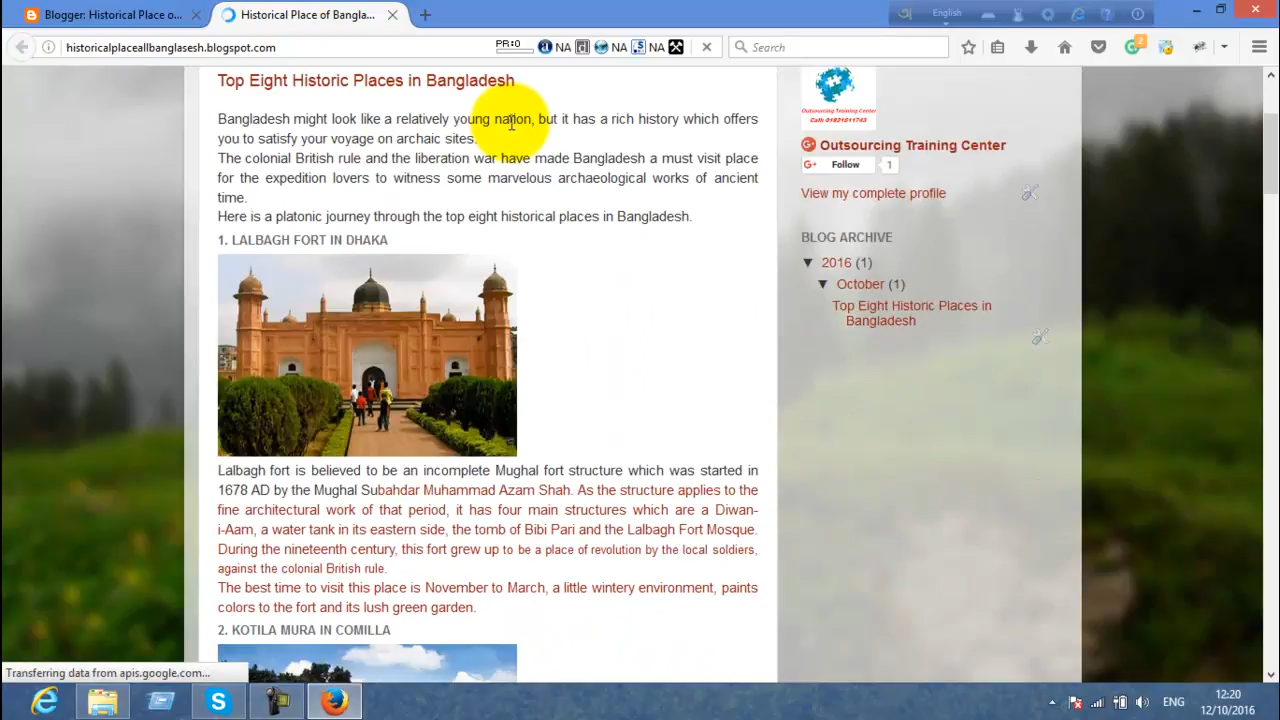 Blogger: Historical Place o...
Historical Place of Bangla...
English
historicalplaceallbanglasesh.blogspot.com
PR:0
NA
NA
NA
Search
2
Top Eight Historic Places in Bangladesh
Bangladesh might look like a relatively young nation, but it has a rich history which offers
you to satisfy your voyage on archaic sites.
The colonial British rule and the liberation war have made Bangladesh a must visit place
for the expedition lovers to witness some marvelous archaeological works of ancient
time.
Here is a platonic journey through the top eight historical places in Bangladesh.
1. LALBAGH FORT IN DHAKA
Lalbagh fort is believed to be an incomplete Mughal fort structure which was started in
1678 AD by the Mughal Subahdar Muhammad Azam Shah. As the structure applies to the
fine architectural work of that period, it has four main structures which are a Diwan-
i-Aam, a water tank in its eastern side, the tomb of Bibi Pari and the Lalbagh Fort Mosque.
During the nineteenth century, this fort grew up to be a place of revolution by the local soldiers,
against the colonial British rule.
The best time to visit this place is November to March, a little wintery environment, paints
colors to the fort and its lush green garden.
2. KOTILA MURA IN COMILLA
Outsourcing Training Center
Call: 01821811743
Outsourcing Training Center
Follow
1
View my complete profile
BLOG ARCHIVE
▼ 2016 (1)
▼ October (1)
Top Eight Historic Places in
Bangladesh
Transferring data from apis.google.com...
ENG
12:20
12/10/2016